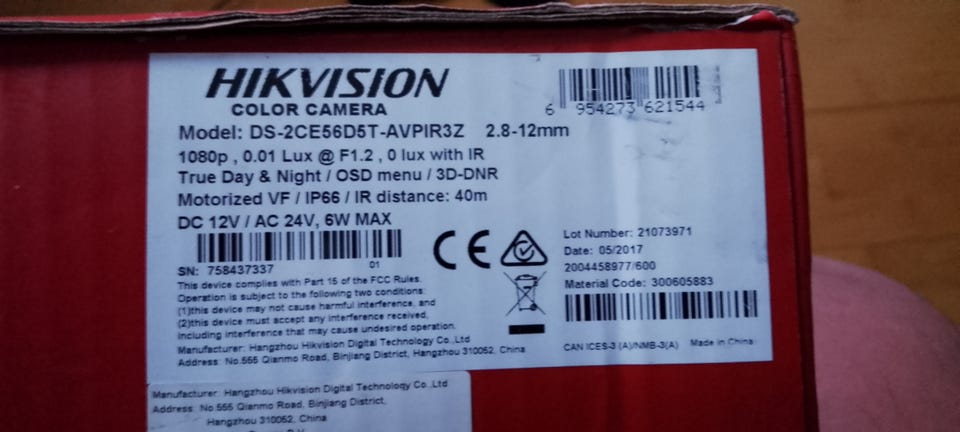 HIKVISION
COLOR CAMERA
6 954273 621544
Model: DS-2CE56D5T-AVPIR3Z 2.8-12mm
1080p , 0.01 Lux @ F1.2 , 0 lux with IR
True Day & Night / OSD menu / 3D-DNR
Motorized VF / IP66 / IR distance: 40m
DC 12V / AC 24V, 6W MAX
SN: 758437337 01
CE
Lot Number: 21073971
Date: 05/2017
2004458977/600
Material Code: 300605883
This device complies with Part 15 of the FCC Rules.
Operation is subject to the following two conditions:
(1)this device may not cause harmful interference, and
(2)this device must accept any interference received,
including interference that may cause undesired operation.
Manufacturer: Hangzhou Hikvision Digital Technology Co.,Ltd
Address: No.555 Qianmo Road, Binjiang District, Hangzhou 310052, China
CAN ICES-3 (A)/NMB-3(A) Made in China
Manufacturer: Hangzhou Hikvision Digital Technology Co.,Ltd
Address: No.555 Qianmo Road, Binjiang District,
Hangzhou 310052, China